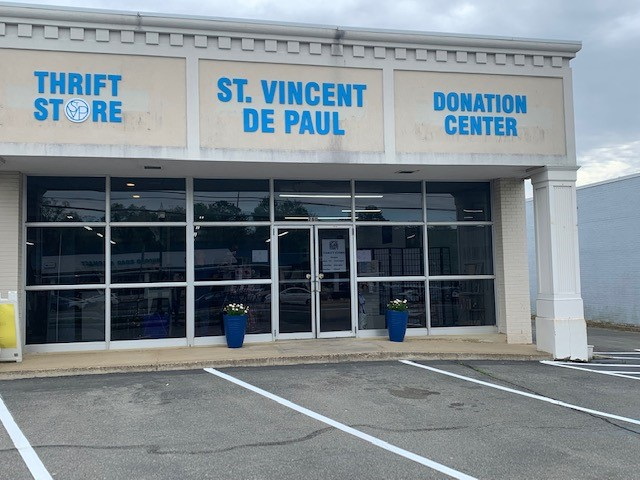 THRIFT
STORE
ST. VINCENT
DE PAUL
DONATION
CENTER